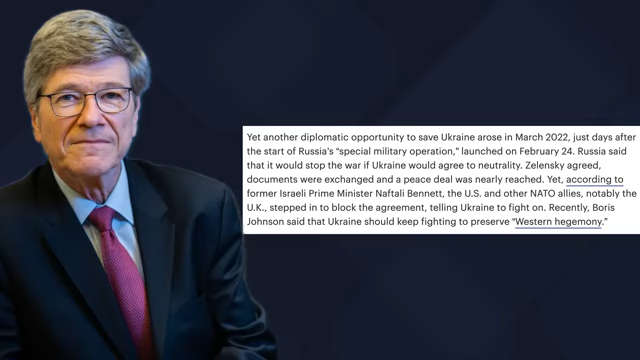 Yet another diplomatic opportunity to save Ukraine arose in March 2022, just days after
the start of Russia's “special military operation,” launched on February 24. Russia said
that it would stop the war if Ukraine would agree to neutrality. Zelensky agreed,
documents were exchanged and a peace deal was nearly reached. Yet, according to
former Israeli Prime Minister Naftali Bennett, the U.S. and other NATO allies, notably the
U.K., stepped in to block the agreement, telling Ukraine to fight on. Recently, Boris
Johnson said that Ukraine should keep fighting to preserve “Western hegemony.”